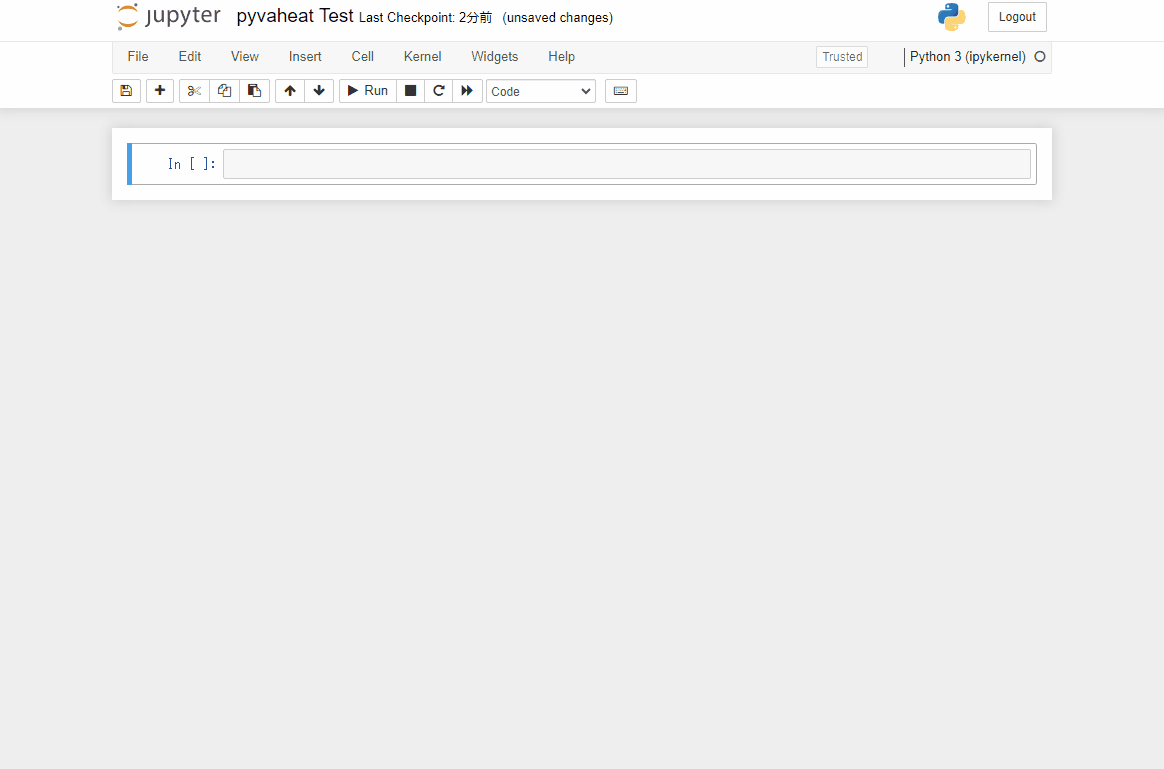 jupyter pyvaheat Test Last Checkpoint: 2分前 (unsaved changes) Logout
File Edit View Insert Cell Kernel Widgets Help Trusted Python 3 (ipykernel)
Run Code
In [ ]: